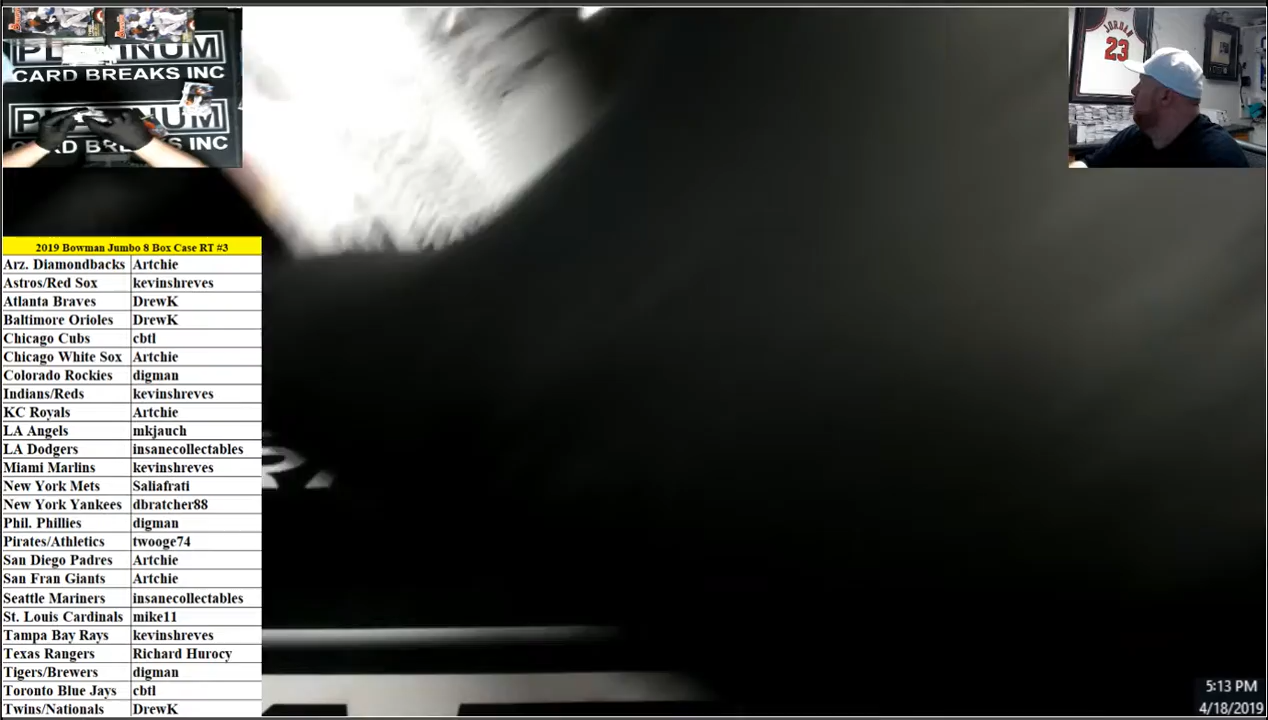 PLATINUM
CARD BREAKS INC
PLATINUM
CARD BREAKS INC
JORDAN
23
2019 Bowman Jumbo 8 Box Case RT #3
Arz. Diamondbacks Artchie
Astros/Red Sox kevinshreves
Atlanta Braves DrewK
Baltimore Orioles DrewK
Chicago Cubs cbtl
Chicago White Sox Artchie
Colorado Rockies digman
Indians/Reds kevinshreves
KC Royals Artchie
LA Angels mkjauch
LA Dodgers insanecollectables
Miami Marlins kevinshreves
New York Mets Saliafrati
New York Yankees dbratcher88
Phil. Phillies digman
Pirates/Athletics twooge74
San Diego Padres Artchie
San Fran Giants Artchie
Seattle Mariners insanecollectables
St. Louis Cardinals mike11
Tampa Bay Rays kevinshreves
Texas Rangers Richard Hurocy
Tigers/Brewers digman
Toronto Blue Jays cbtl
Twins/Nationals DrewK
5:13 PM
4/18/2019